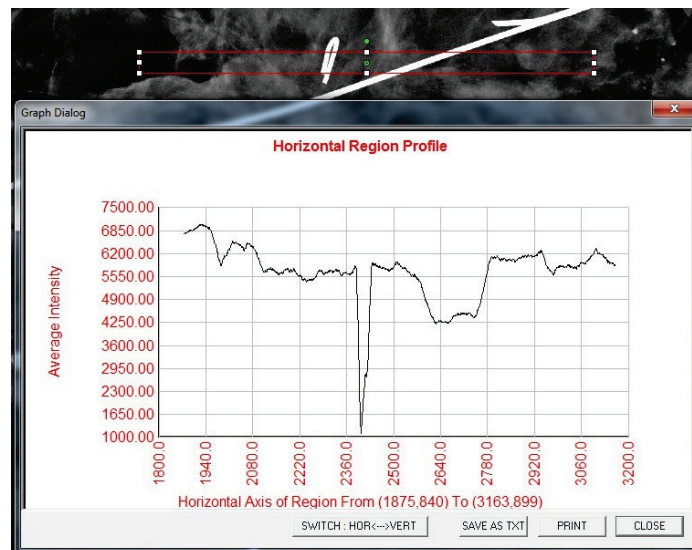 Graph Dialog
x
Horizontal Region Profile
7500.00
6850.00
6200.00
5550.00
4900.00
4250.00
3600.00
2950.00
2300.00
1650.00
1000.00
Average Intensity
1800.0
1940.0
2080.0
2220.0
2360.0
2500.0
2640.0
2780.0
2920.0
3060.0
3200.0
Horizontal Axis of Region From (1875,840) To (3163,899)
SWITCH : HOR<--->VERT
SAVE AS TXT
PRINT
CLOSE